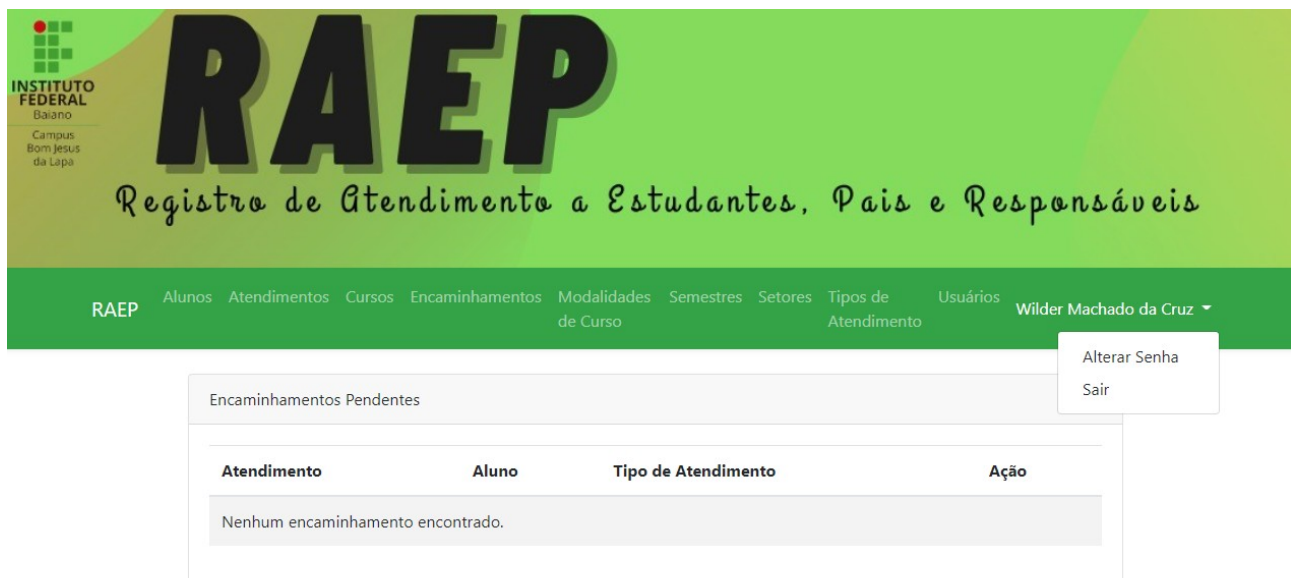 INSTITUTO
FEDERAL
Baiano
Campus
Bom Jesus
da Lapa
RAEP
Registro de Atendimento a Estudantes, Pais e Responsáveis
RAEP Alunos Atendimentos Cursos Encaminhamentos Modalidades de Curso Semestres Setores Tipos de Atendimento Usuários Wilder Machado da Cruz
Alterar Senha
Sair
Encaminhamentos Pendentes
Atendimento Aluno Tipo de Atendimento Ação
Nenhum encaminhamento encontrado.